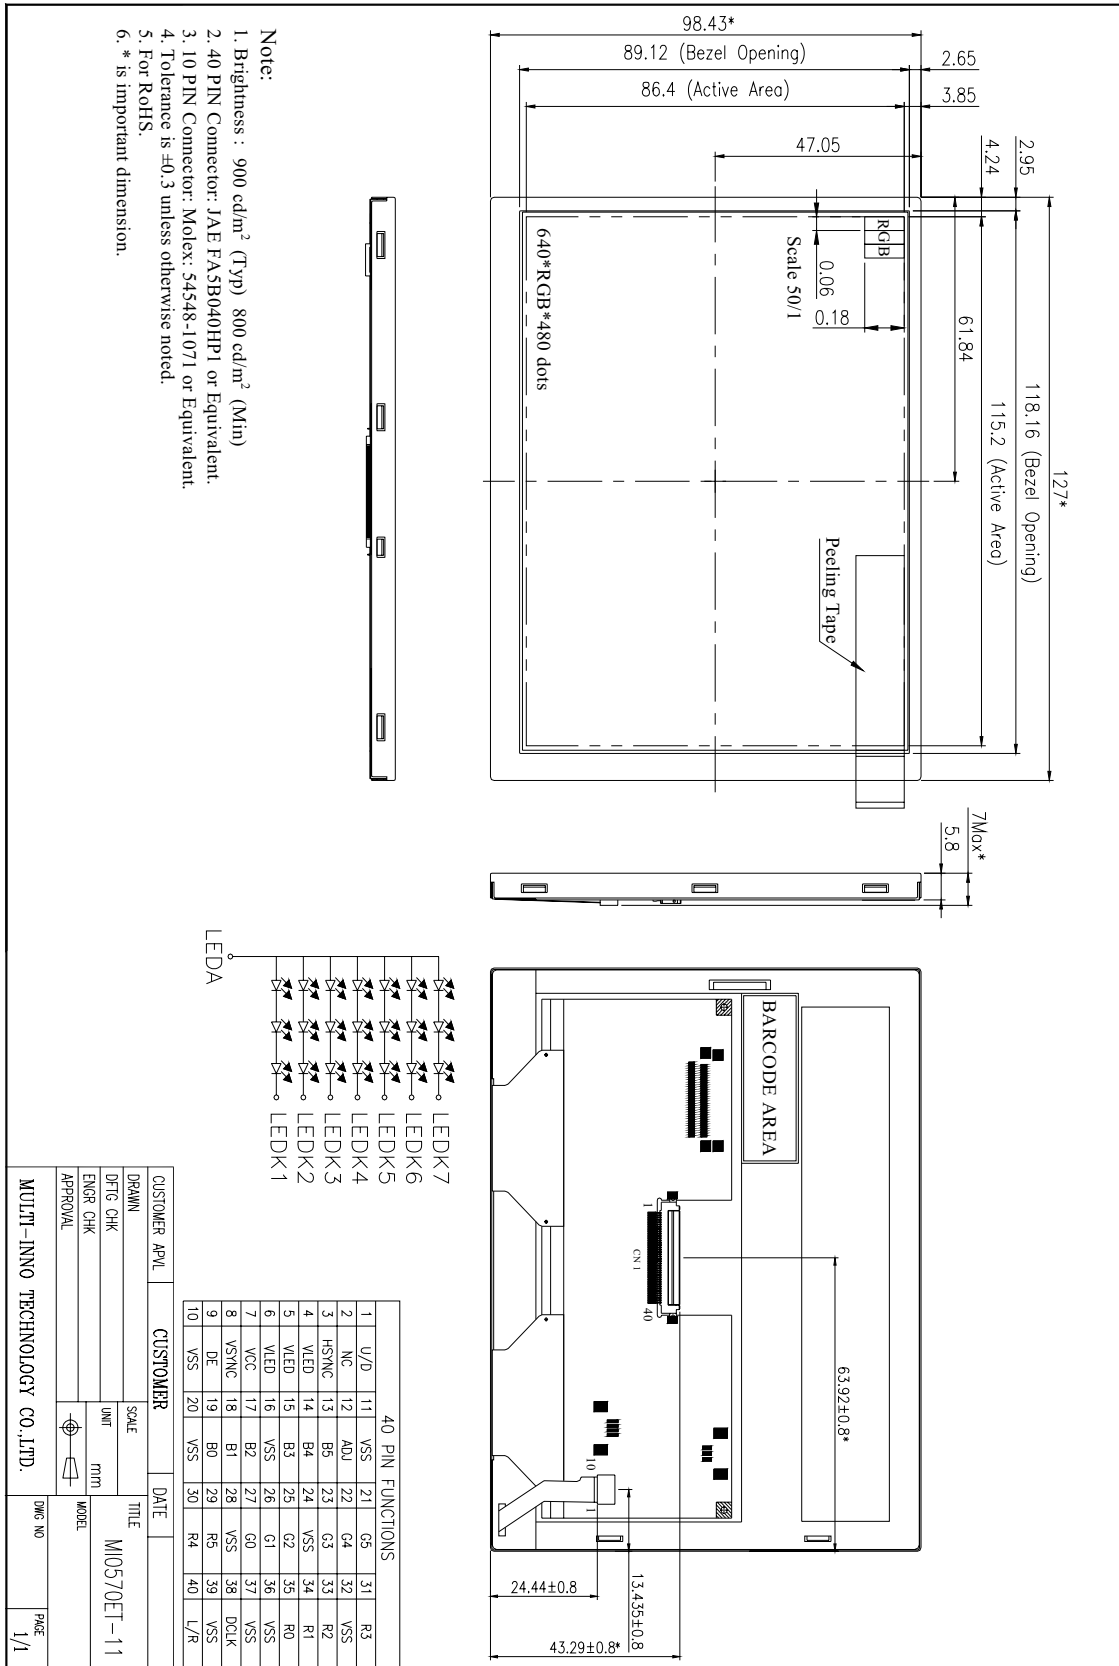 98.43*
89.12 (Bezel Opening)
86.4 (Active Area)
2.65
3.85
47.05
2.95
4.24
127*
118.16 (Bezel Opening)
115.2 (Active Area)
61.84
RGB
0.06
Scale 50/1
0.18
640*RGB*480 dots
Peeling Tape
7Max*
5.8
BARCODE AREA
1
CN 1
40
63.92±0.8*
10
1
13.435±0.8
24.44±0.8
43.29±0.8*
LEDA
LEDK7
LEDK6
LEDK5
LEDK4
LEDK3
LEDK2
LEDK1
Note:
1. Brightness : 900 cd/m² (Typ) 800 cd/m² (Min)
2. 40 PIN Connector: JAE FA5B040HP1 or Equivalent.
3. 10 PIN Connector: Molex: 54548-1071 or Equivalent.
4. Tolerance is ±0.3 unless otherwise noted.
5. For RoHS.
6. * is important dimension.
40 PIN FUNCTIONS
1 U/D 11 VSS 21 G5 31 R3
2 NC 12 ADJ 22 G4 32 VSS
3 HSYNC 13 B5 23 G3 33 R2
4 VLED 14 B4 24 VSS 34 R1
5 VLED 15 B3 25 G2 35 R0
6 VLED 16 VSS 26 G1 36 VSS
7 VCC 17 B2 27 G0 37 VSS
8 VSYNC 18 B1 28 VSS 38 DCLK
9 DE 19 B0 29 R5 39 VSS
10 VSS 20 VSS 30 R4 40 L/R
CUSTOMER APVL CUSTOMER DATE
DRAWN
DFTG CHK
ENGR CHK
APPROVAL
SCALE
UNIT mm
TITLE
MI0570ET-11
MODEL
MULTI-INNO TECHNOLOGY CO.,LTD.
DWG NO
PAGE
1/1